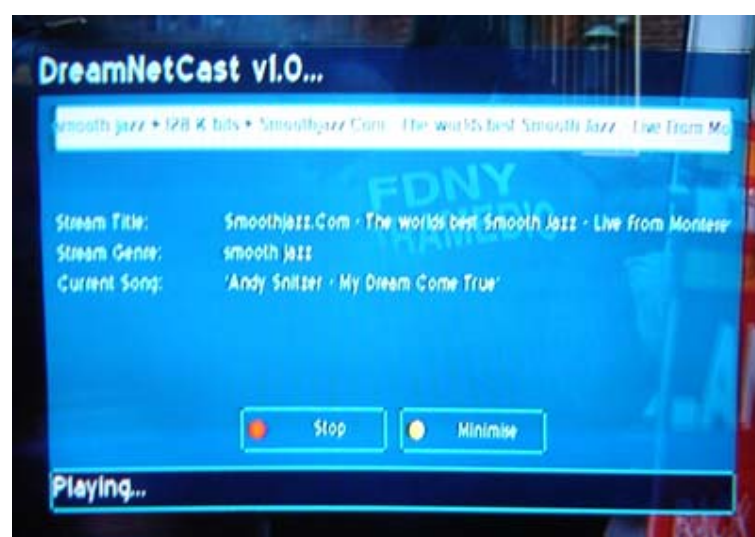 DreamNetCast v1.0...
smooth jazz * 128 K bits * Smoothjazz.Com - The worlds best Smooth Jazz - Live From Mo
FDNY
Stream Title: Smoothjazz.Com - The worlds best Smooth Jazz - Live From Monterey
Stream Genre: smooth jazz
Current Song: 'Andy Snitzer - My Dream Come True'
Stop Minimise
Playing...